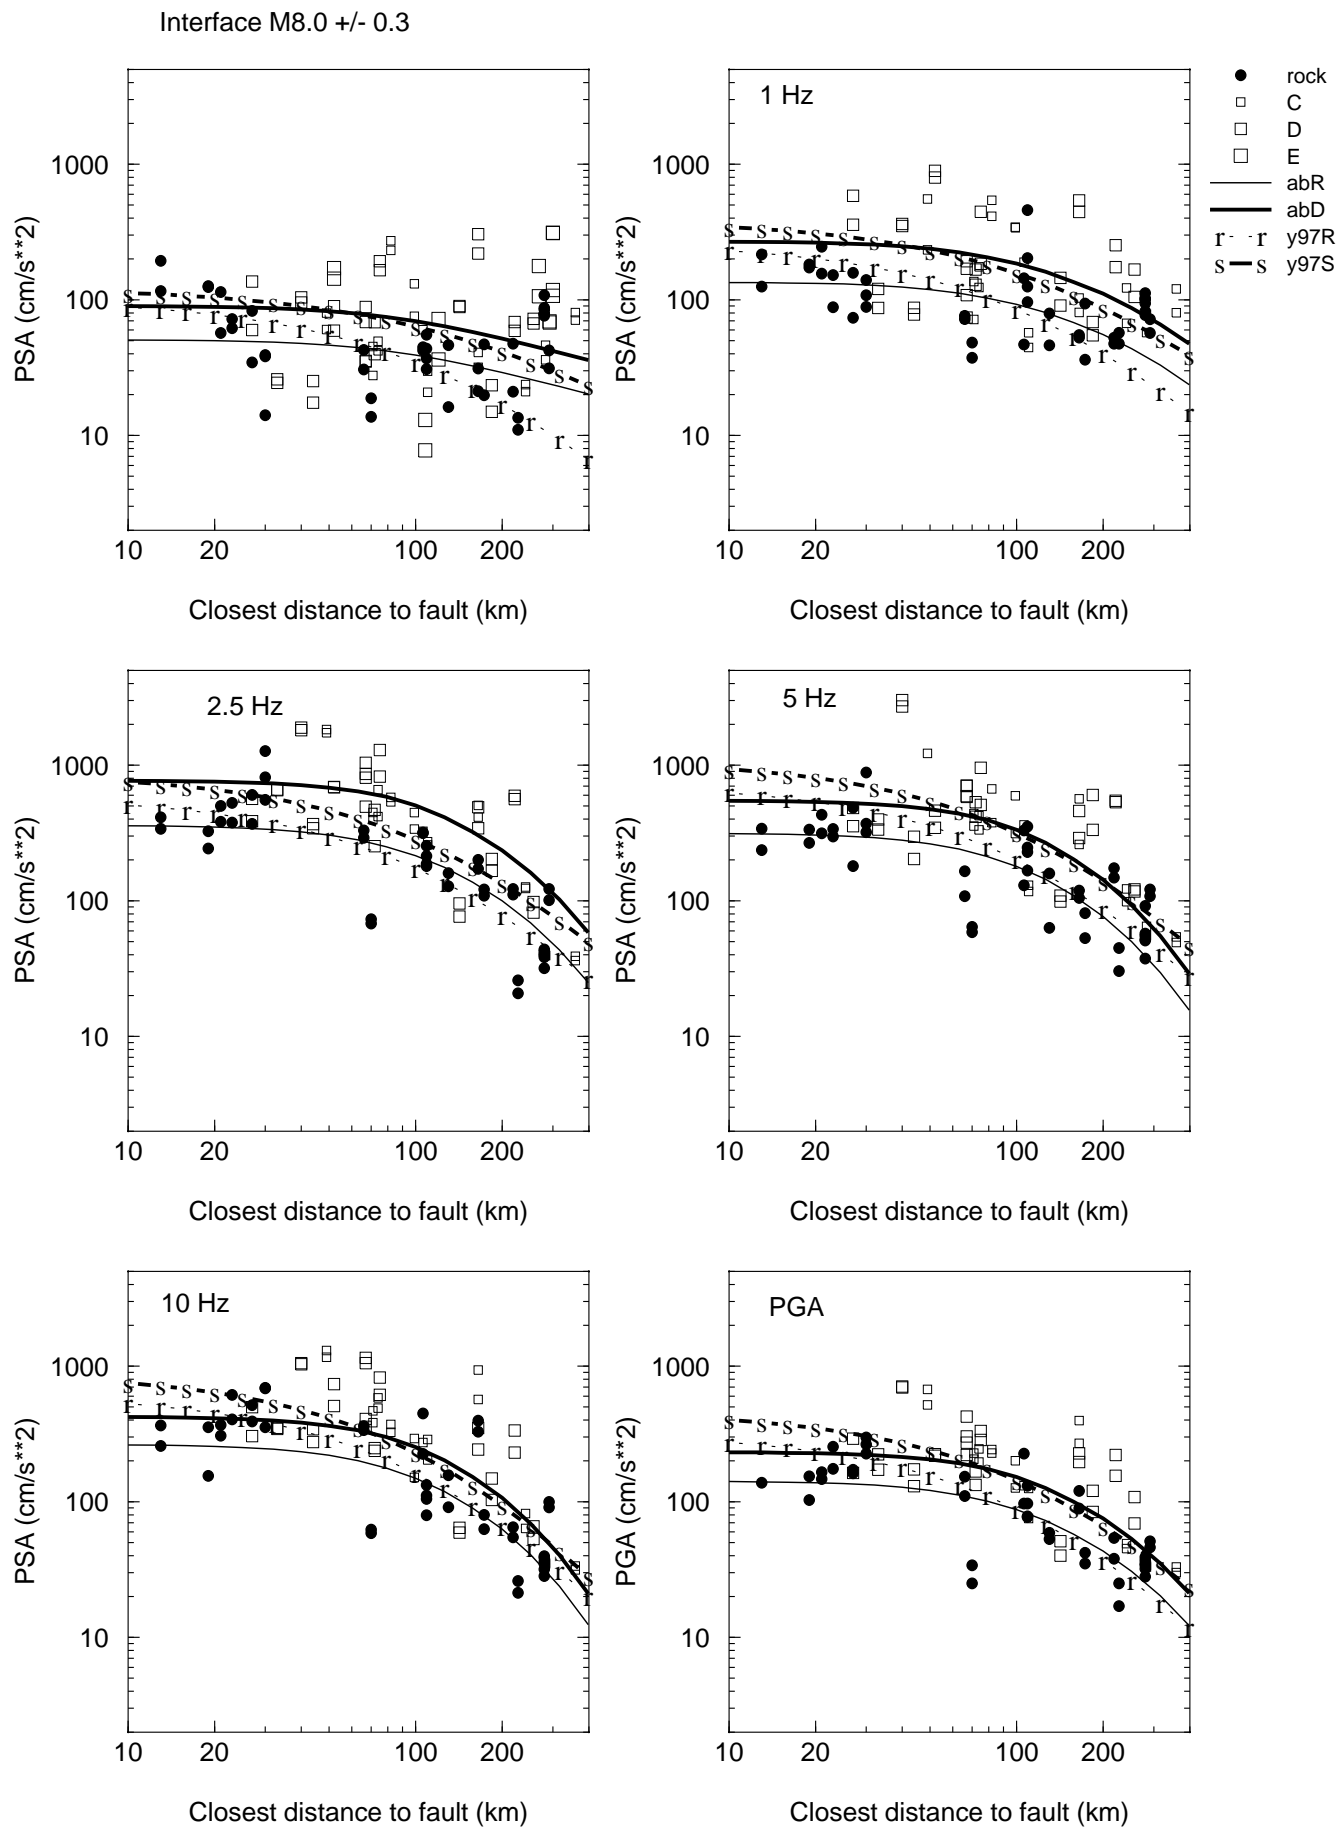 Interface M8.0 +/- 0.3
rock
C
D
E
abR
abD
r - - r y97R
s s y97S
1000
100
10
10 20 100 200
PSA (cm/s**2)
Closest distance to fault (km)
1 Hz
1000
100
10
10 20 100 200
PSA (cm/s**2)
Closest distance to fault (km)
2.5 Hz
1000
100
10
10 20 100 200
PSA (cm/s**2)
Closest distance to fault (km)
5 Hz
1000
100
10
10 20 100 200
PSA (cm/s**2)
Closest distance to fault (km)
10 Hz
1000
100
10
10 20 100 200
PSA (cm/s**2)
Closest distance to fault (km)
PGA
1000
100
10
10 20 100 200
PGA (cm/s**2)
Closest distance to fault (km)